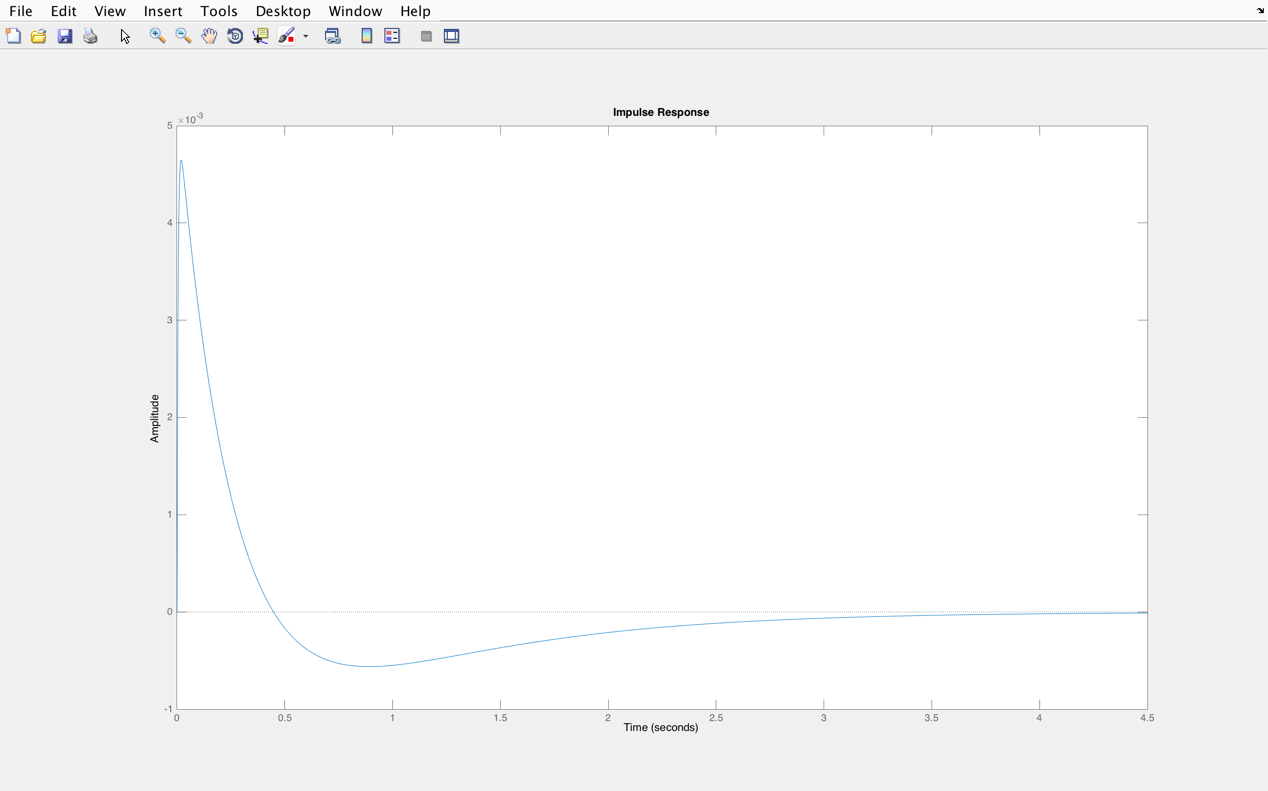 File Edit View Insert Tools Desktop Window Help
Impulse Response
×10-3
5
4
3
2
1
0
-1
Amplitude
0 0.5 1 1.5 2 2.5 3 3.5 4 4.5
Time (seconds)